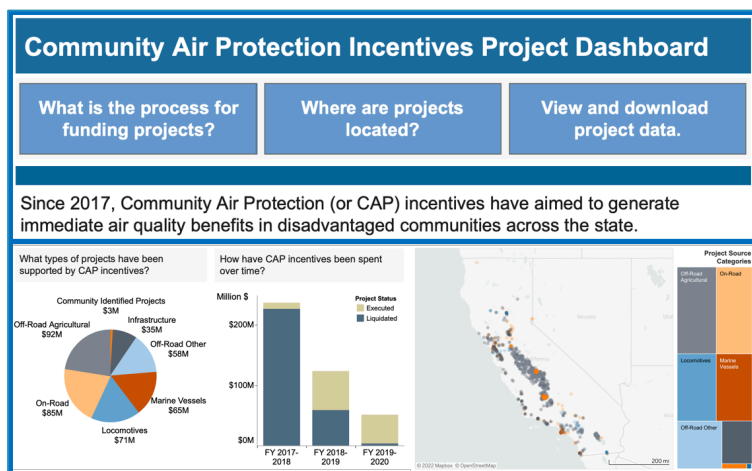 Community Air Protection Incentives Project Dashboard
What is the process for
funding projects?
Where are projects
located?
View and download
project data.
Since 2017, Community Air Protection (or CAP) incentives have aimed to generate
immediate air quality benefits in disadvantaged communities across the state.
What types of projects have been
supported by CAP incentives?
Community Identified Projects
$3M
Infrastructure
$35M
Off-Road Agricultural
$92M
Off-Road Other
$58M
On-Road
$85M
Marine Vessels
$65M
Locomotives
$71M
How have CAP incentives been spent
over time?
Million $
Project Status
Executed
Liquidated
$200M
$100M
$0M
FY 2017-
2018
FY 2018-
2019
FY 2019-
2020
Nevada
California
200 mi
© 2022 Mapbox © OpenStreetMap
Project Source
Categories
Off-Road
Agricultural
On-Road
Locomotives
Marine
Vessels
Off-Road Other